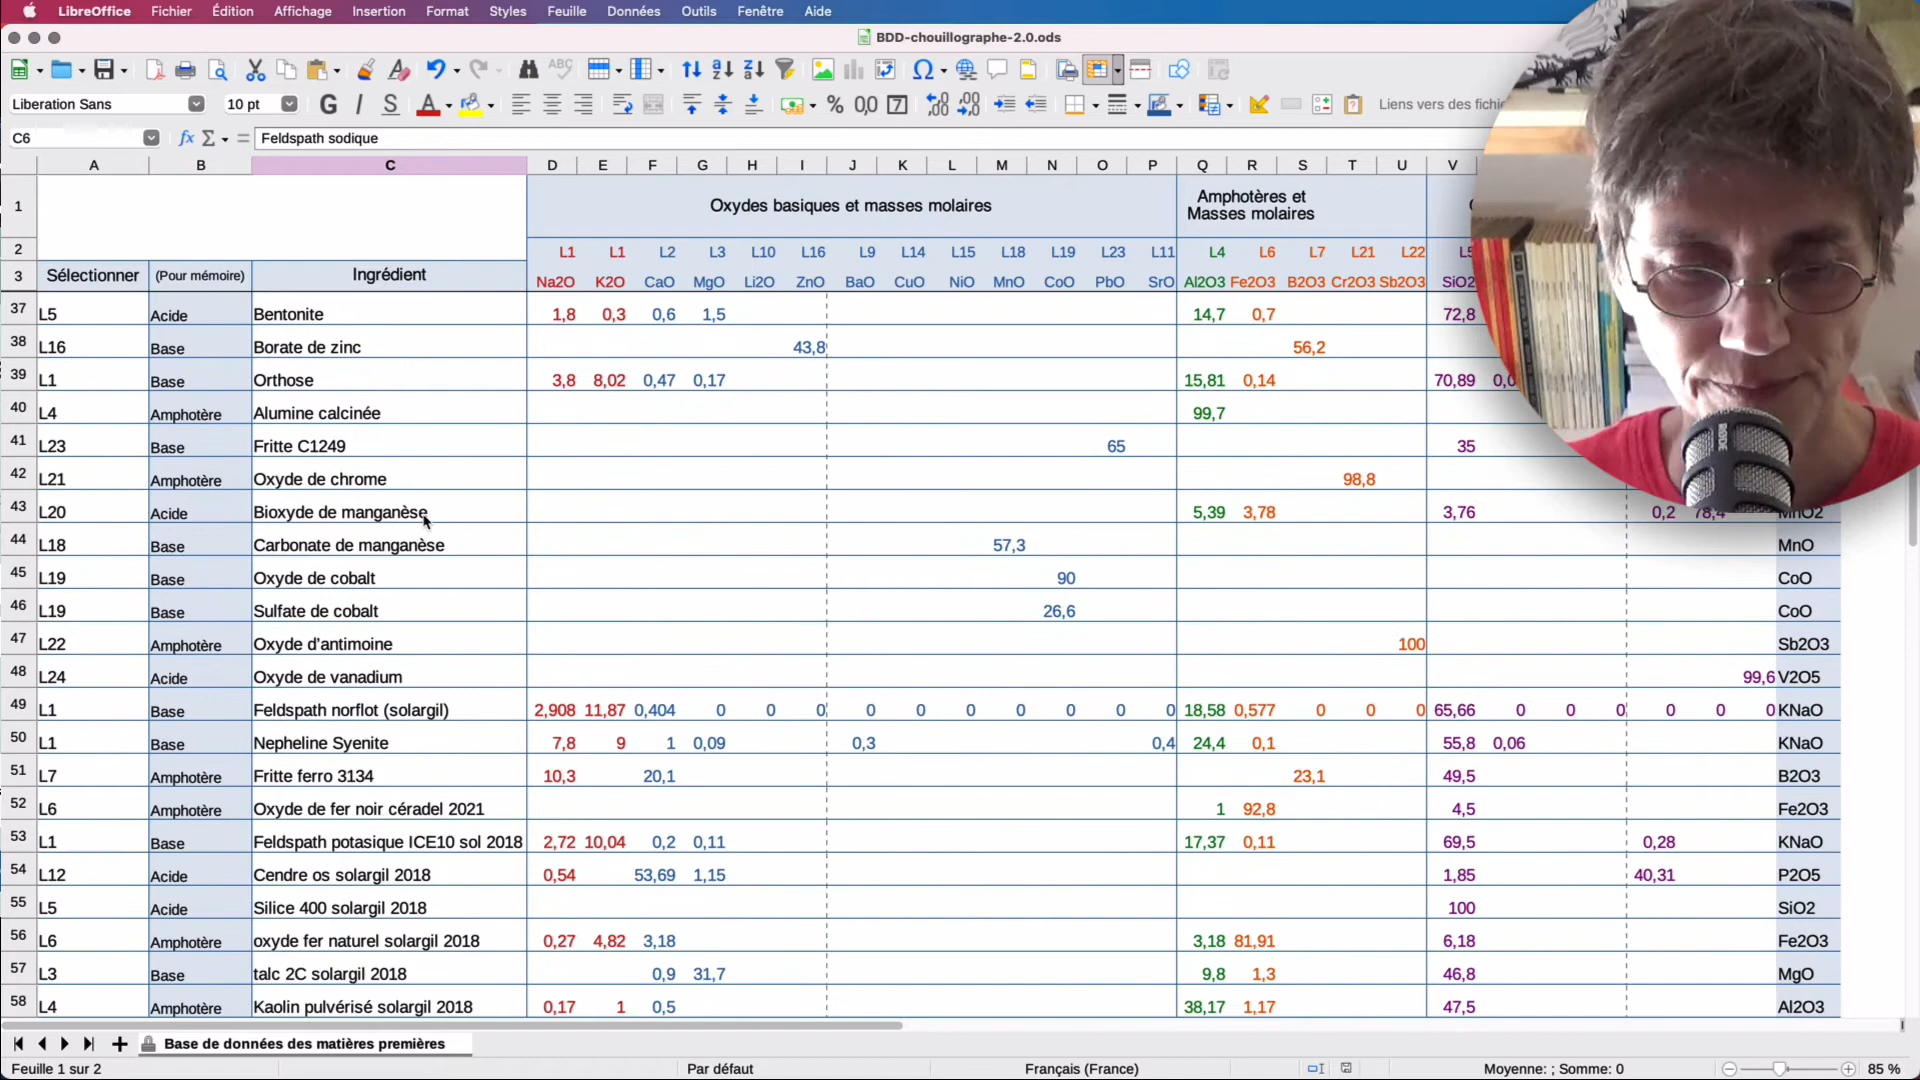 LibreOffice Fichier Édition Affichage Insertion Format Styles Feuille Données Outils Fenêtre Aide
BDD-chouillographe-2.0.ods
Liberation Sans 10 pt G I S A % 0,0 7 Liens vers des fichie
C6 fx Σ = Feldspath sodique
A B C D E F G H I J K L M N O P Q R S T U V
1 Oxydes basiques et masses molaires Amphotères et
Masses molaires
2 L1 L1 L2 L3 L10 L16 L9 L14 L15 L18 L19 L23 L11 L4 L6 L7 L21 L22 L5
3 Sélectionner (Pour mémoire) Ingrédient Na2O K2O CaO MgO Li2O ZnO BaO CuO NiO MnO CoO PbO SrO Al2O3 Fe2O3 B2O3 Cr2O3 Sb2O3 SiO2
37 L5 Acide Bentonite 1,8 0,3 0,6 1,5 14,7 0,7 72,8
38 L16 Base Borate de zinc 43,8 56,2
39 L1 Base Orthose 3,8 8,02 0,47 0,17 15,81 0,14 70,89
40 L4 Amphotère Alumine calcinée 99,7
41 L23 Base Fritte C1249 65 35
42 L21 Amphotère Oxyde de chrome 98,8
43 L20 Acide Bioxyde de manganèse 5,39 3,78 3,76 0,2 78,4 MnO2
44 L18 Base Carbonate de manganèse 57,3 MnO
45 L19 Base Oxyde de cobalt 90 CoO
46 L19 Base Sulfate de cobalt 26,6 CoO
47 L22 Amphotère Oxyde d’antimoine 100 Sb2O3
48 L24 Acide Oxyde de vanadium 99,6 V2O5
49 L1 Base Feldspath norflot (solargil) 2,908 11,87 0,404 0 0 0 0 0 0 0 0 0 0 18,58 0,577 0 0 0 65,66 0 0 0 0 0 0 KNaO
50 L1 Base Nepheline Syenite 7,8 9 1 0,09 0,3 0,4 24,4 0,1 55,8 0,06 KNaO
51 L7 Amphotère Fritte ferro 3134 10,3 20,1 23,1 49,5 B2O3
52 L6 Amphotère Oxyde de fer noir céradel 2021 1 92,8 4,5 Fe2O3
53 L1 Base Feldspath potasique ICE10 sol 2018 2,72 10,04 0,2 0,11 17,37 0,11 69,5 0,28 KNaO
54 L12 Acide Cendre os solargil 2018 0,54 53,69 1,15 1,85 40,31 P2O5
55 L5 Acide Silice 400 solargil 2018 100 SiO2
56 L6 Amphotère oxyde fer naturel solargil 2018 0,27 4,82 3,18 3,18 81,91 6,18 Fe2O3
57 L3 Base talc 2C solargil 2018 0,9 31,7 9,8 1,3 46,8 MgO
58 L4 Amphotère Kaolin pulvérisé solargil 2018 0,17 1 0,5 38,17 1,17 47,5 Al2O3
Base de données des matières premières
Feuille 1 sur 2 Par défaut Français (France) Moyenne: ; Somme: 0 85 %
RØDE